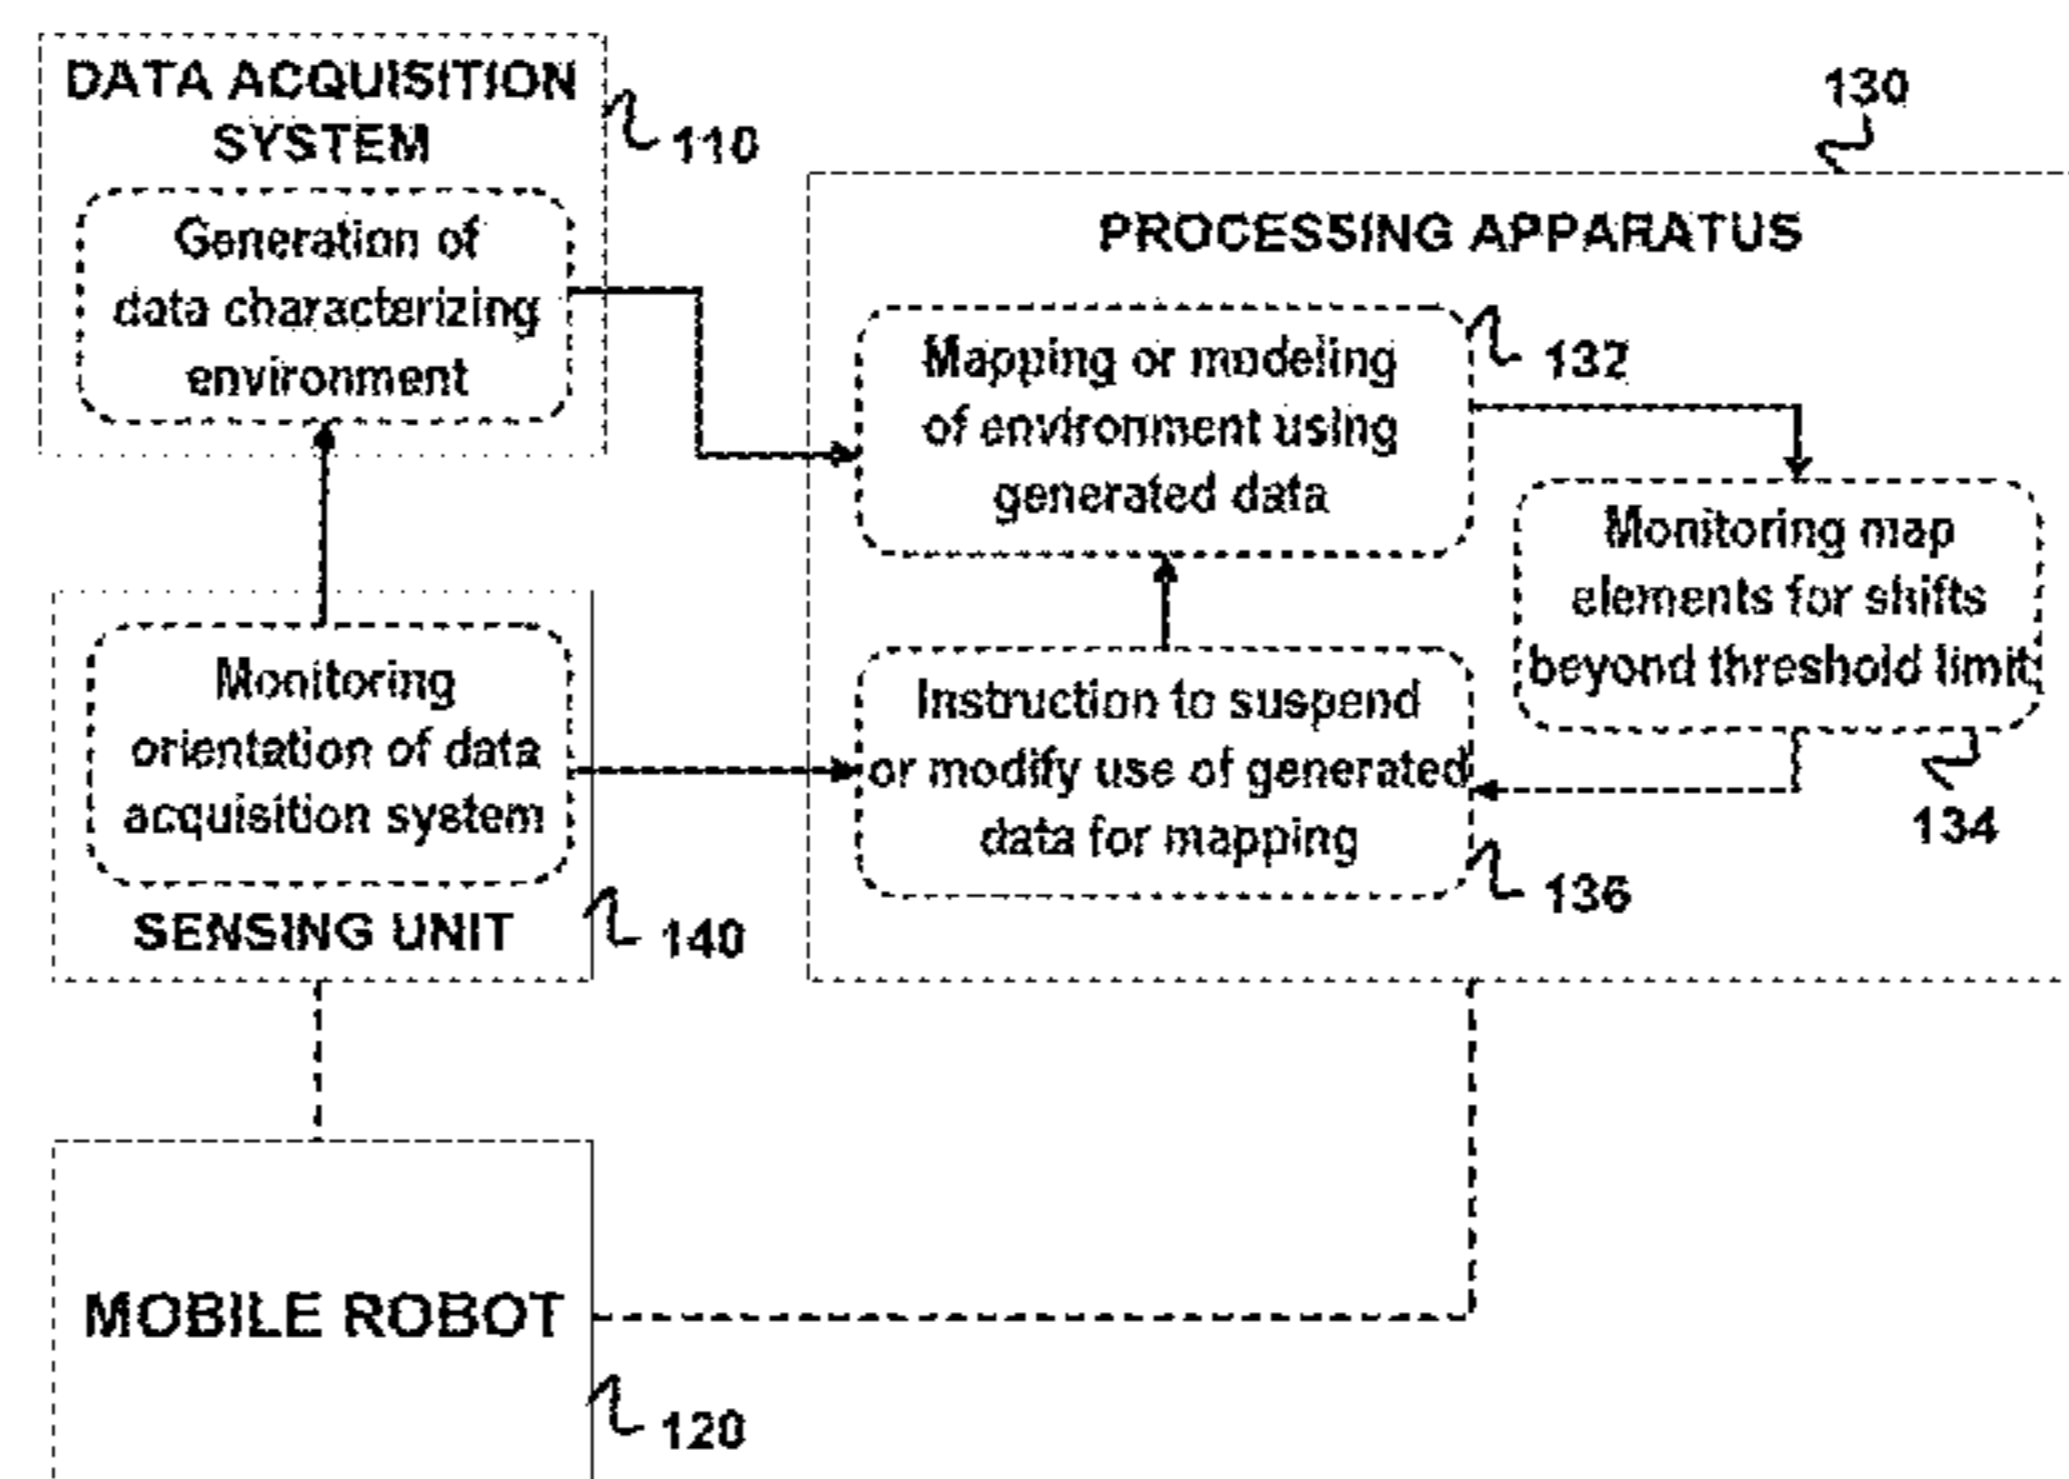 DATA ACQUISITION
SYSTEM
110
Generation of
data characterizing
environment
130
PROCESSING APPARATUS
Mapping or modeling
of environment using
generated data
132
Monitoring map
elements for shifts
beyond threshold limit
134
Monitoring
orientation of data
acquisition system
SENSING UNIT
140
Instruction to suspend
or modify use of generated
data for mapping
136
MOBILE ROBOT
120